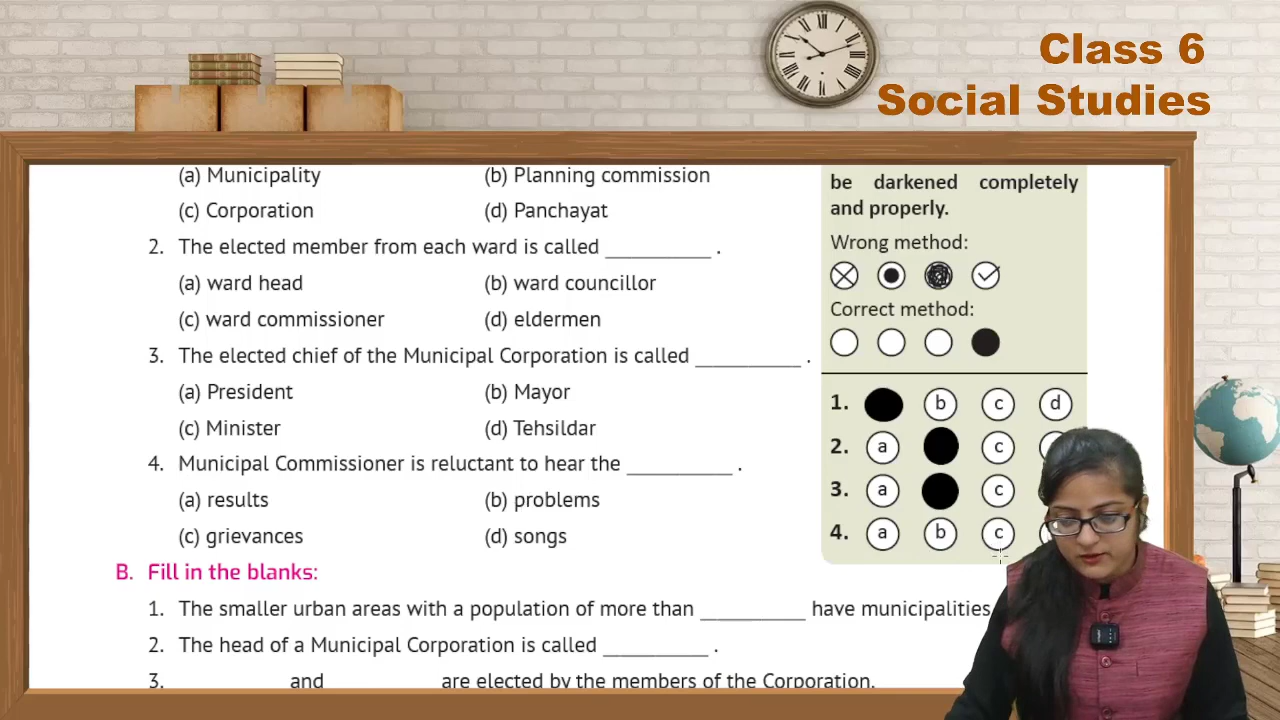 Class 6
Social Studies
(a) Municipality (b) Planning commission
(c) Corporation (d) Panchayat
2. The elected member from each ward is called __________ .
(a) ward head (b) ward councillor
(c) ward commissioner (d) eldermen
3. The elected chief of the Municipal Corporation is called __________ .
(a) President (b) Mayor
(c) Minister (d) Tehsildar
4. Municipal Commissioner is reluctant to hear the __________ .
(a) results (b) problems
(c) grievances (d) songs
B. Fill in the blanks:
1. The smaller urban areas with a population of more than __________ have municipalities
2. The head of a Municipal Corporation is called __________ .
3. __________ and __________ are elected by the members of the Corporation.
be darkened completely
and properly.
Wrong method:
Correct method:
1. b c d
2. a c
3. a c
4. a b c